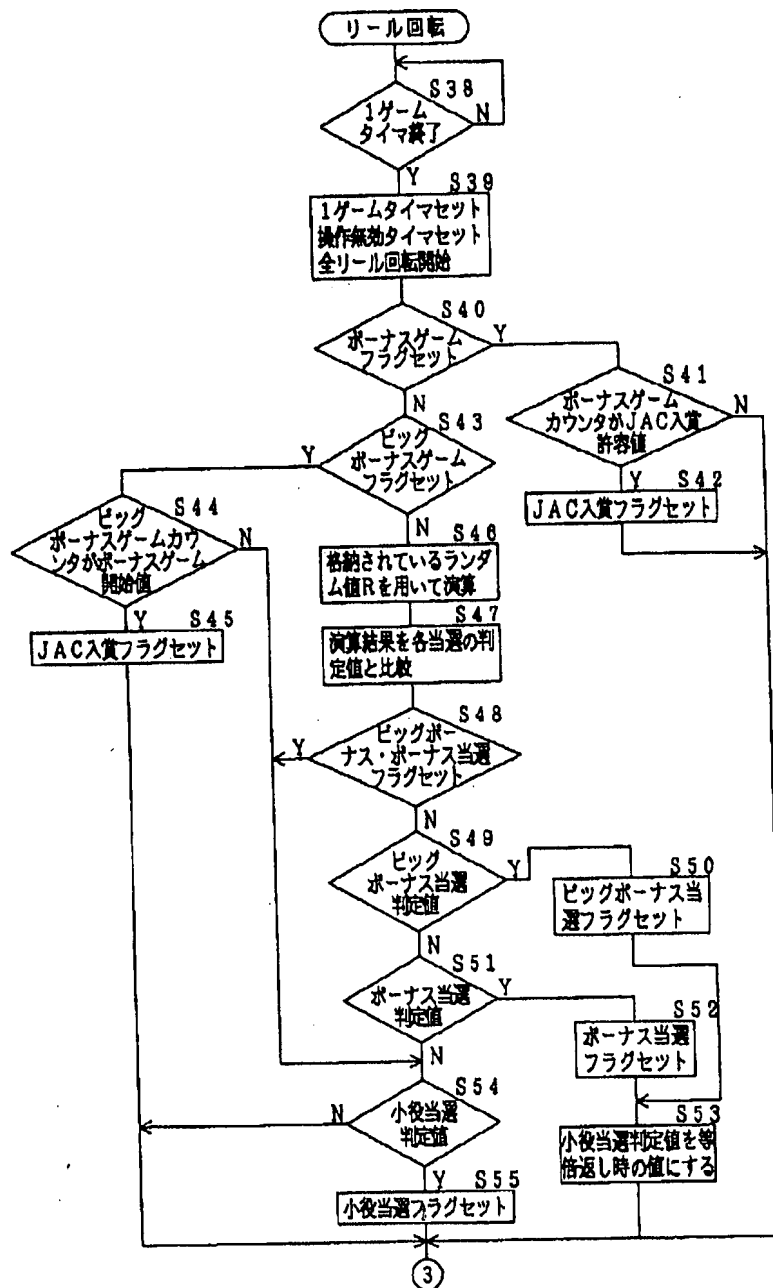 リール回転
S38
1ゲーム
タイマ終了
N
Y
S39
1ゲームタイマセット
操作無効タイマセット
全リール回転開始
S40
ボーナスゲーム
フラグセット
Y
N
S41
ボーナスゲーム
カウンタがJAC入賞
許容値
N
Y
S42
JAC入賞フラグセット
S43
ビッグ
ボーナスゲーム
フラグセット
Y
N
S44
ビッグ
ボーナスゲームカウ
ンタがボーナスゲーム
開始値
N
Y
S45
JAC入賞フラグセット
S46
格納されているランダ
ム値Rを用いて演算
S47
演算結果を各当選の判
定値と比較
S48
ビッグボー
ナス・ボーナス当選
フラグセット
Y
N
S49
ビッグ
ボーナス当選
判定値
Y
N
S50
ビッグボーナス当
選フラグセット
S51
ボーナス当選
判定値
Y
N
S52
ボーナス当選
フラグセット
S53
小役当選判定値を等
倍返し時の値にする
S54
小役当選
判定値
N
Y
S55
小役当選フラグセット
3